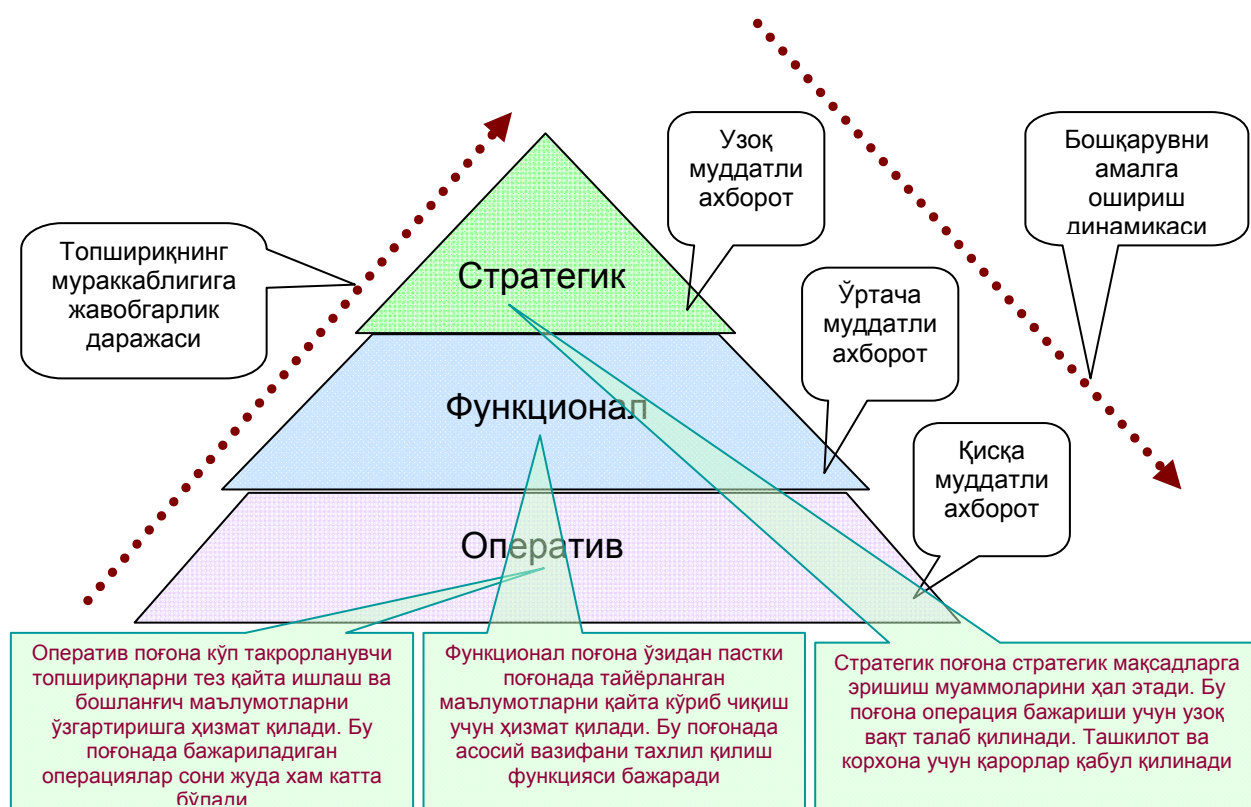 Узоқ
муддатли
ахборот
Бошқарувни
амалга
ошириш
динамикаси
Топшириқнинг
мураккаблигига
жавобгарлик
даражаси
Стратегик
Ўртача
муддатли
ахборот
Функционал
Қисқа
муддатли
ахборот
Оператив
Оператив поғона кўп такрорланувчи
топшириқларни тез қайта ишлаш ва
бошланғич маълумотларни
ўзгартиришга ҳизмат қилади. Бу
поғонада бажариладиган
операциялар сони жуда хам катта
бўлади
Функционал поғона ўзидан пастки
поғонада тайёрланган
маълумотларни қайта кўриб чиқиш
учун ҳизмат қилади. Бу поғонада
асосий вазифани тахлил қилиш
функцияси бажаради
Стратегик поғона стратегик мақсадларга
эришиш муаммоларини ҳал этади. Бу
поғона операция бажариши учун узоқ
вақт талаб қилинади. Ташкилот ва
корхона учун қарорлар қабул қилинади